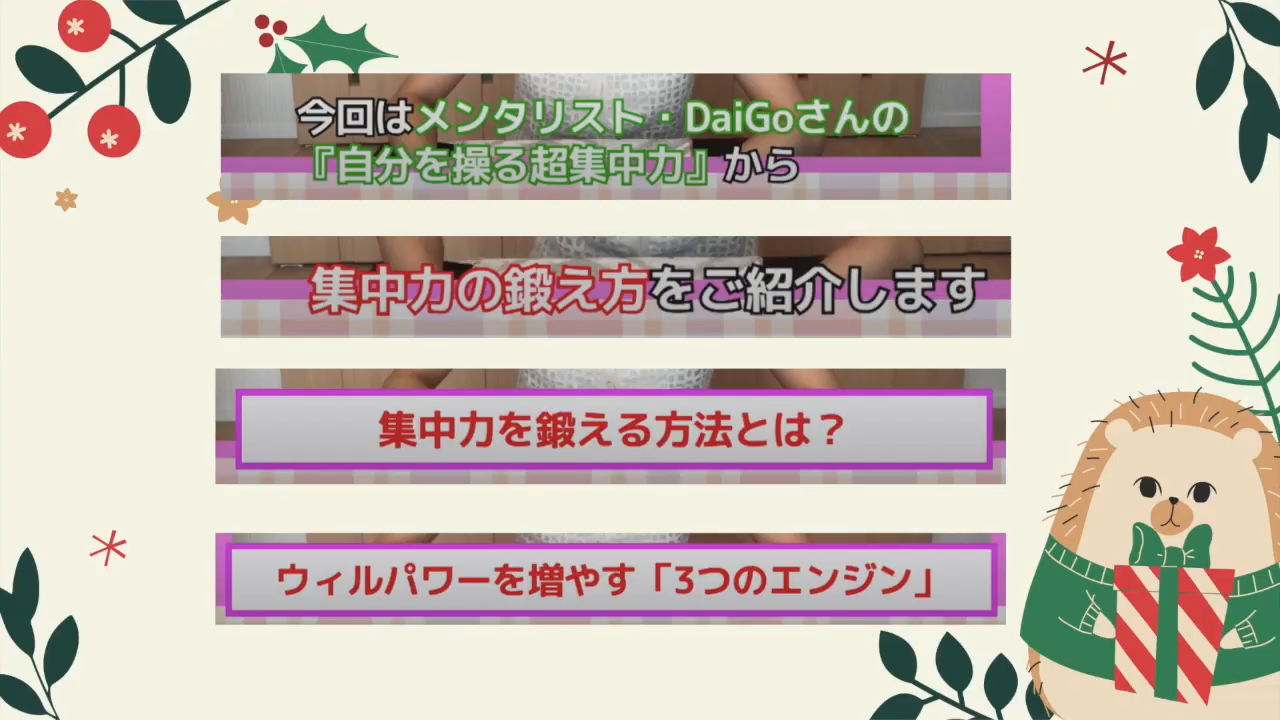 今回はメンタリスト・DaiGoさんの
『自分を操る超集中力』から
集中力の鍛え方をご紹介します
集中力を鍛える方法とは？
ウィルパワーを増やす「3つのエンジン」